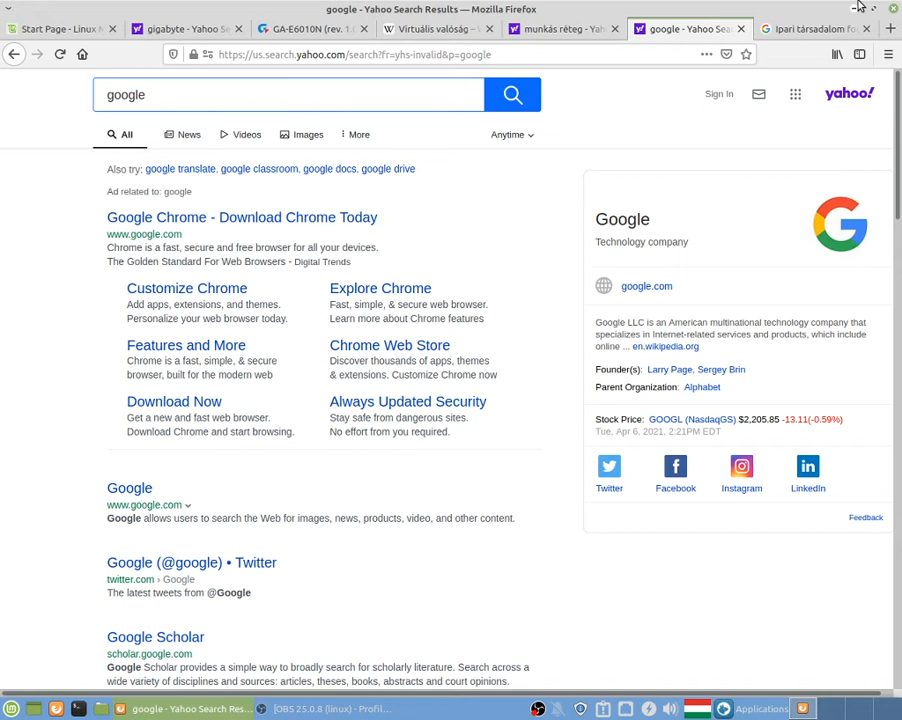 google - Yahoo Search Results — Mozilla Firefox
Start Page - Linux M
gigabyte - Yahoo Se
GA-E6010N (rev. 1.0
Virtuális valóság –
munkás réteg - Yah
google - Yahoo Sea
Ipari társadalom fo
https://us.search.yahoo.com/search?fr=yhs-invalid&p=google
google
Sign In
yahoo!
All
News
Videos
Images
More
Anytime
Also try: google translate, google classroom, google docs, google drive
Ad related to: google
Google Chrome - Download Chrome Today
www.google.com
Chrome is a fast, secure and free browser for all your devices.
The Golden Standard For Web Browsers - Digital Trends
Customize Chrome
Add apps, extensions, and themes.
Personalize your web browser today.
Explore Chrome
Fast, simple, & secure web browser.
Learn more about Chrome features
Features and More
Chrome is a fast, simple, & secure
browser, built for the modern web
Chrome Web Store
Discover thousands of apps, themes
& extensions. Customize Chrome now
Download Now
Get a new and fast web browser.
Download Chrome and start browsing.
Always Updated Security
Stay safe from dangerous sites.
No effort from you required.
Google
www.google.com
Google allows users to search the Web for images, news, products, video, and other content.
Google (@google) • Twitter
twitter.com › Google
The latest tweets from @Google
Google Scholar
scholar.google.com
Google Scholar provides a simple way to broadly search for scholarly literature. Search across a
wide variety of disciplines and sources: articles, theses, books, abstracts and court opinions.
Google
Technology company
google.com
Google LLC is an American multinational technology company that
specializes in Internet-related services and products, which include
online ... en.wikipedia.org
Founder(s): Larry Page, Sergey Brin
Parent Organization: Alphabet
Stock Price: GOOGL (NasdaqGS) $2,205.85 -13.11(-0.59%)
Tue, Apr 6, 2021, 2:21PM EDT
Twitter
Facebook
Instagram
LinkedIn
Feedback
google - Yahoo Search Res...
[OBS 25.0.8 (linux) - Profil...
Applications